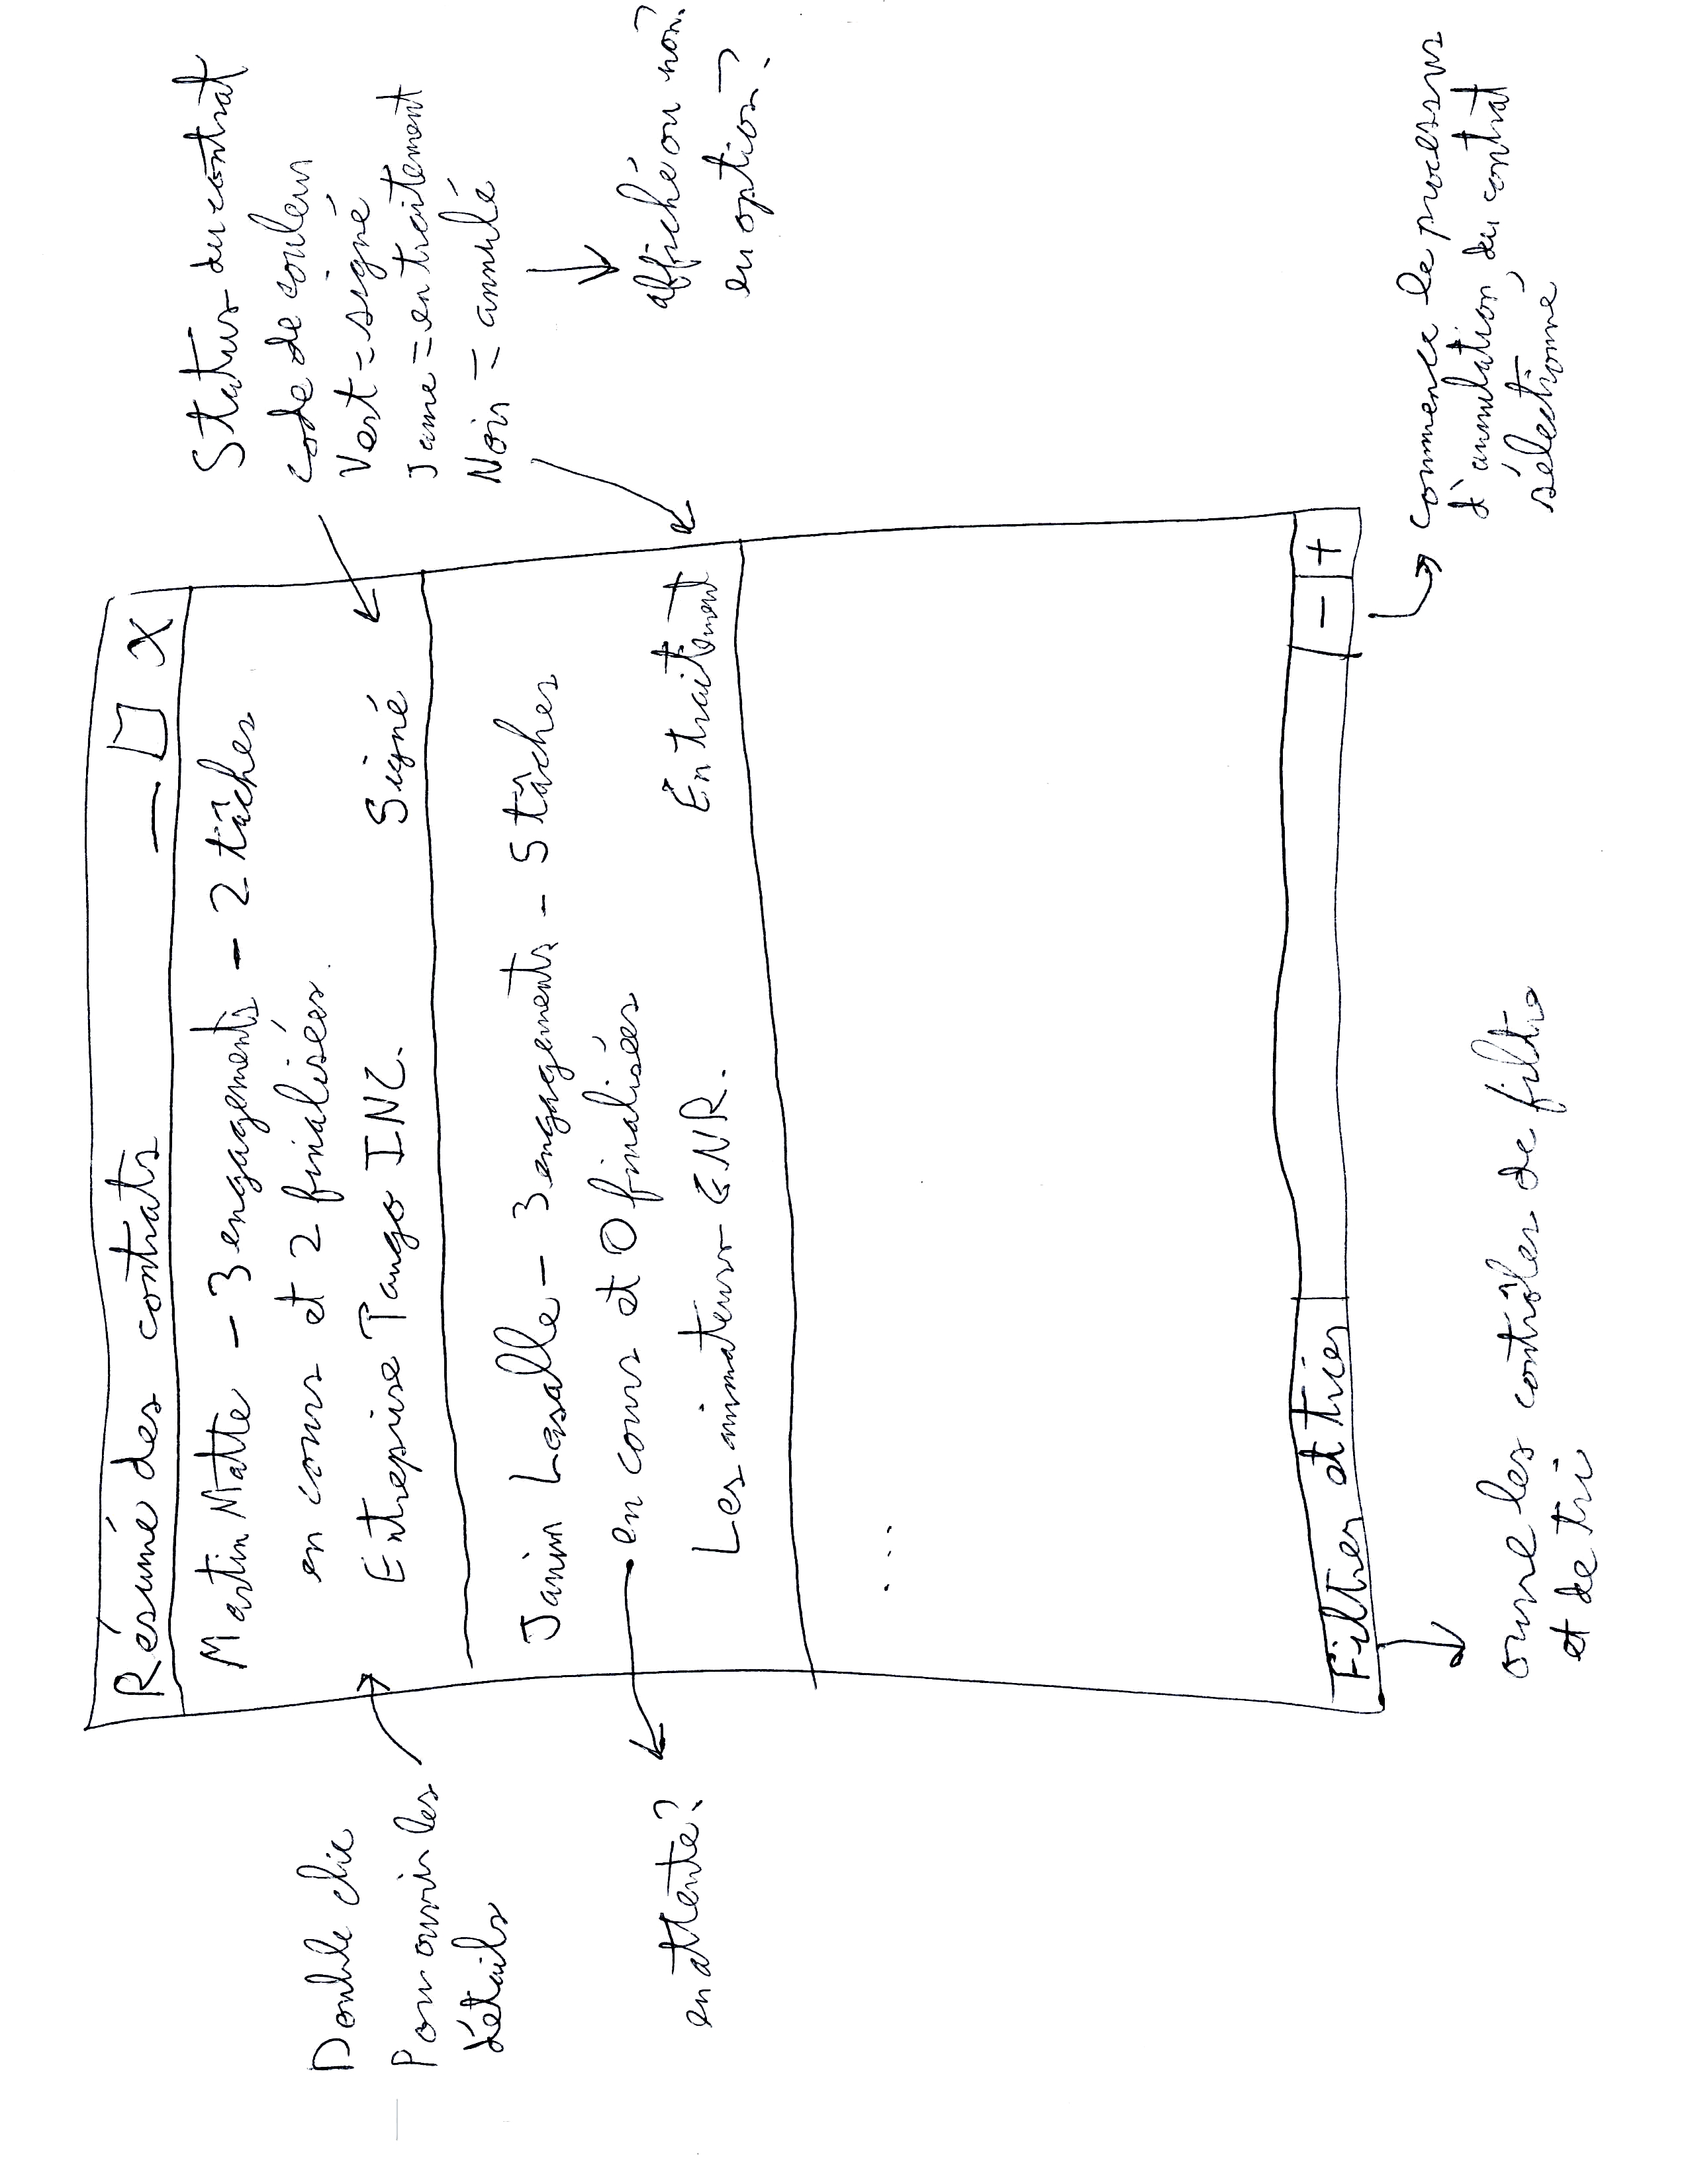 Résumé des contrats — □ X
Martin Matte - 3 engagements - 2 tâches
en cours et 2 finalisées.
Entreprise Tango INC. Signé
Janin Lasalle - 3 engagements - 5 tâches
en cours et 0 finalisées
Les animateurs GNR. En traitement
...
Filtrer et trier - +
Double clic
Pour ouvrir les
détails
en attente?
Status du contrat
code de couleur
Vert = signé
Jaune = en traitement
Noir = annulé
affiché ou non,
en option?
ouvre les contrôles de filtre
et de tri
commence le processus
d'annulation du contrat
sélectionné